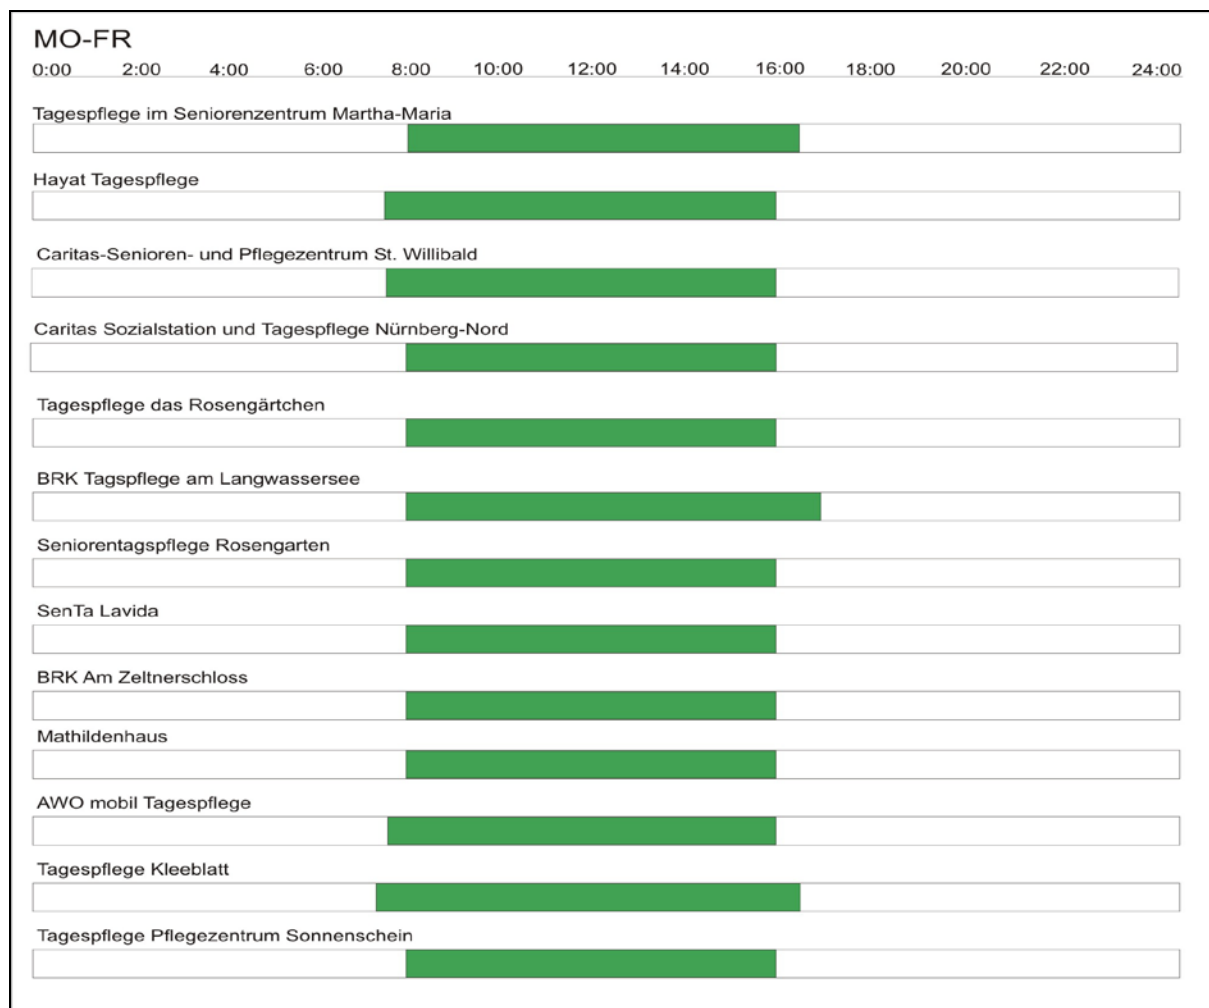 MO-FR
0:00 2:00 4:00 6:00 8:00 10:00 12:00 14:00 16:00 18:00 20:00 22:00 24:00
Tagespflege im Seniorenzentrum Martha-Maria
Hayat Tagespflege
Caritas-Senioren- und Pflegezentrum St. Willibald
Caritas Sozialstation und Tagespflege Nürnberg-Nord
Tagespflege das Rosengärtchen
BRK Tagspflege am Langwassersee
Seniorentagspflege Rosengarten
SenTa Lavida
BRK Am Zeltnerschloss
Mathildenhaus
AWO mobil Tagespflege
Tagespflege Kleeblatt
Tagespflege Pflegezentrum Sonnenschein